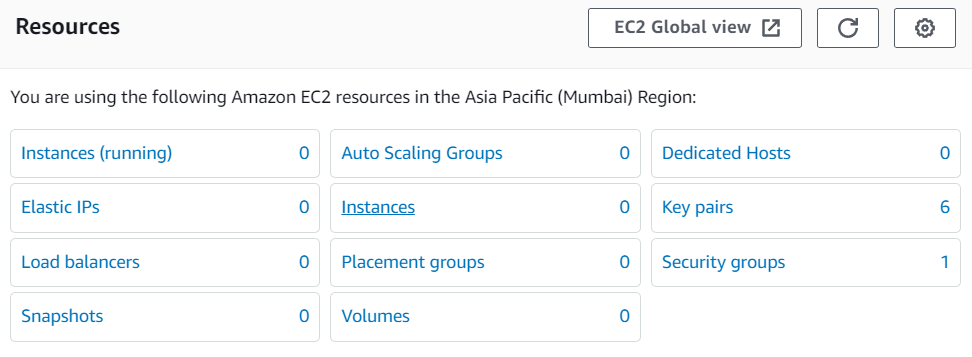 Resources
EC2 Global view
You are using the following Amazon EC2 resources in the Asia Pacific (Mumbai) Region:
Instances (running) 0
Auto Scaling Groups 0
Dedicated Hosts 0
Elastic IPs 0
Instances 0
Key pairs 6
Load balancers 0
Placement groups 0
Security groups 1
Snapshots 0
Volumes 0